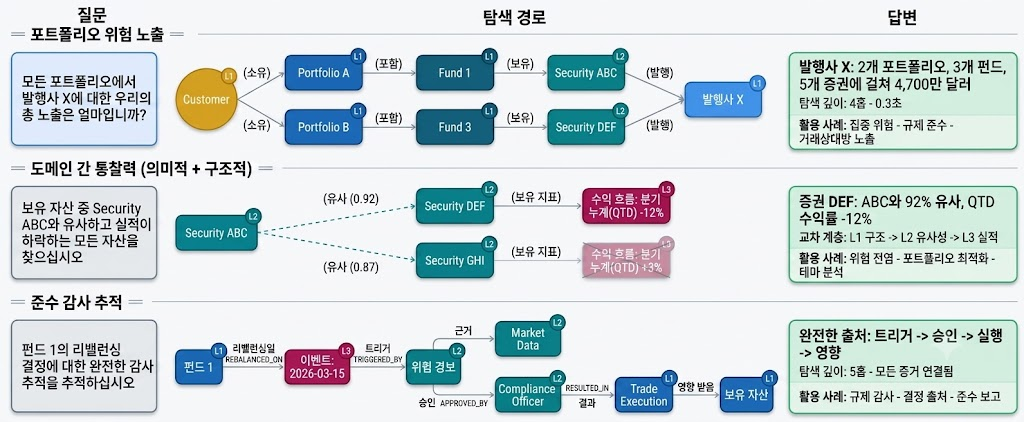 질문
탐색 경로
답변
포트폴리오 위험 노출
모든 포트폴리오에서
발행사 X에 대한 우리의
총 노출은 얼마입니까?
Customer
L1
(소유)
(소유)
Portfolio A
L1
Portfolio B
L1
(포함)
(포함)
Fund 1
L1
Fund 3
L1
(보유)
(보유)
Security ABC
L2
Security DEF
L2
(발행)
(발행)
발행사 X
L1
발행사 X: 2개 포트폴리오, 3개 펀드,
5개 증권에 걸쳐 4,700만 달러
탐색 깊이: 4홉 - 0.3초
활용 사례: 집중 위험 - 규제 준수 -
거래상대방 노출
도메인 간 통찰력 (의미적 + 구조적)
보유 자산 중 Security
ABC와 유사하고 실적이
하락하는 모든 자산을
찾으십시오
Security ABC
L2
(유사 (0.92)
(유사 (0.87)
Security DEF
L2
Security GHI
L2
(보유 지표)
(보유 지표)
수익 흐름: 분기
누계(QTD) -12%
L3
수익 흐름: 분기
누계(QTD) +3%
L3
증권 DEF: ABC와 92% 유사, QTD
수익률 -12%
교차 계층: L1 구조 -> L2 유사성 -> L3 실적
활용 사례: 위험 전염 - 포트폴리오 최적화 -
테마 분석
준수 감사 추적
펀드 1의 리밸런싱
결정에 대한 완전한 감사
추적을 추적하십시오
펀드 1
L1
리밸런싱일
REBALANCED_ON
이벤트:
2026-03-15
L3
트리거
TRIGGERED_BY
위험 경보
L2
근거
Market
Data
L2
승인
APPROVED_BY
Compliance
Officer
L2
RESULTED_IN
결과
Trade
Execution
L1
영향 받음
보유 자산
L1
완전한 출처: 트리거 -> 승인 -> 실행
-> 영향
탐색 깊이: 5홉 - 모든 증거 연결됨
활용 사례: 규제 감사 - 결정 출처 - 준수 보고